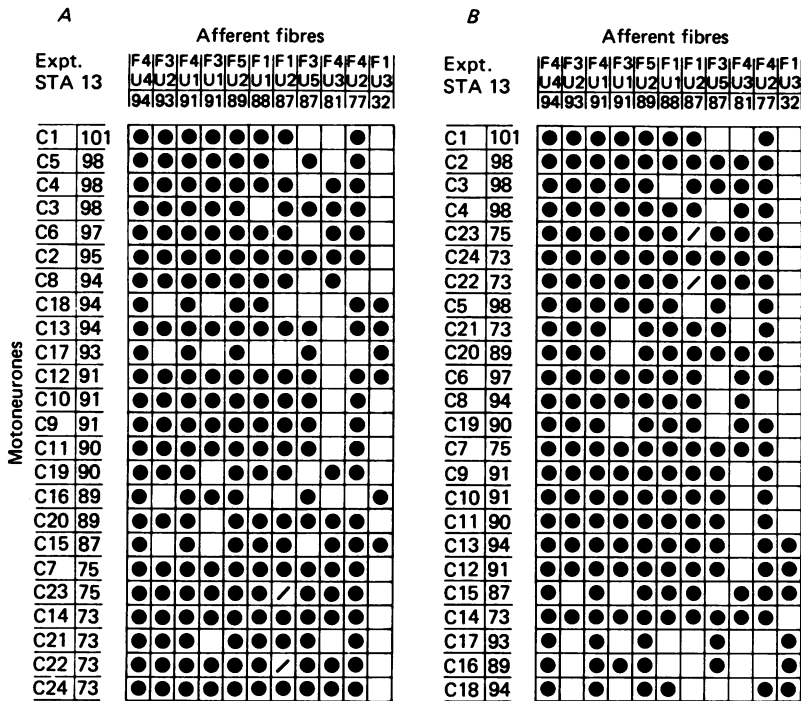 A
Afferent fibres
Expt.
STA 13
F4 F3 F4 F3 F5 F1 F1 F3 F4 F4 F1
U4 U2 U1 U1 U2 U1 U2 U5 U3 U2 U3
94 93 91 91 89 88 87 87 81 77 32
Motoneurones
C1 101
C5 98
C4 98
C3 98
C6 97
C2 95
C8 94
C18 94
C13 94
C17 93
C12 91
C10 91
C9 91
C11 90
C19 90
C16 89
C20 89
C15 87
C7 75
C23 75
C14 73
C21 73
C22 73
C24 73
B
Afferent fibres
Expt.
STA 13
F4 F3 F4 F3 F5 F1 F1 F3 F4 F4 F1
U4 U2 U1 U1 U2 U1 U2 U5 U3 U2 U3
94 93 91 91 89 88 87 87 81 77 32
C1 101
C2 98
C3 98
C4 98
C23 75
C24 73
C22 73
C5 98
C21 73
C20 89
C6 97
C8 94
C19 90
C7 75
C9 91
C10 91
C11 90
C13 94
C12 91
C15 87
C14 73
C17 93
C16 89
C18 94